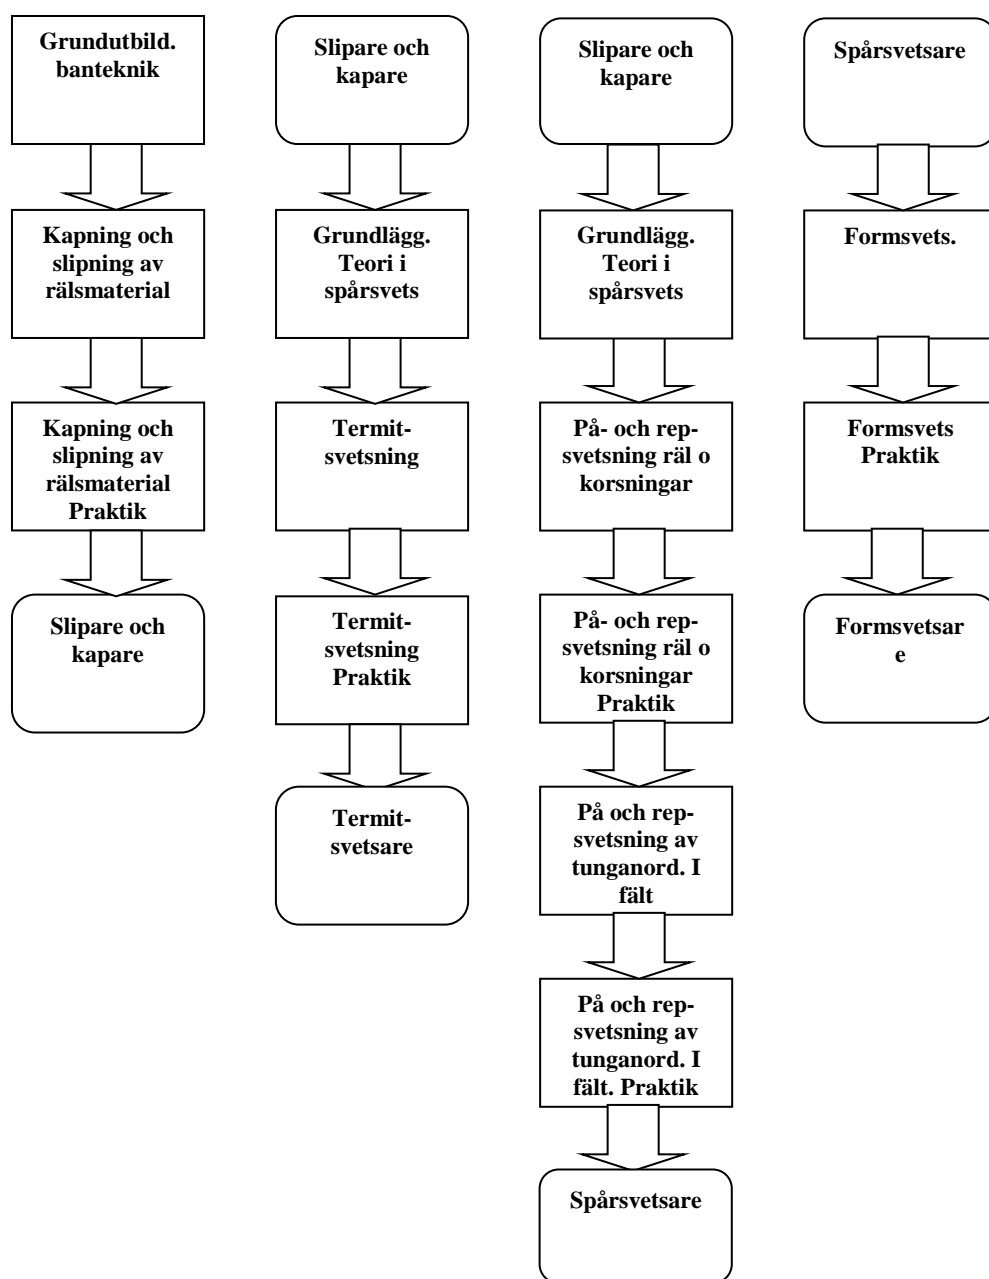 Grundutbild.
banteknik
Kapning och
slipning av
rälsmaterial
Kapning och
slipning av
rälsmaterial
Praktik
Slipare och
kapare
Slipare och
kapare
Grundlägg.
Teori i
spårsvets
Termit-
svetsning
Termit-
svetsning
Praktik
Termit-
svetsare
Slipare och
kapare
Grundlägg.
Teori i
spårsvets
På- och rep-
svetsning räl o
korsningar
På- och rep-
svetsning räl o
korsningar
Praktik
På och rep-
svetsning av
tunganord. I
fält
På och rep-
svetsning av
tunganord. I
fält. Praktik
Spårsvetsare
Spårsvetsare
Formsvets.
Formsvets
Praktik
Formsvetsar
e